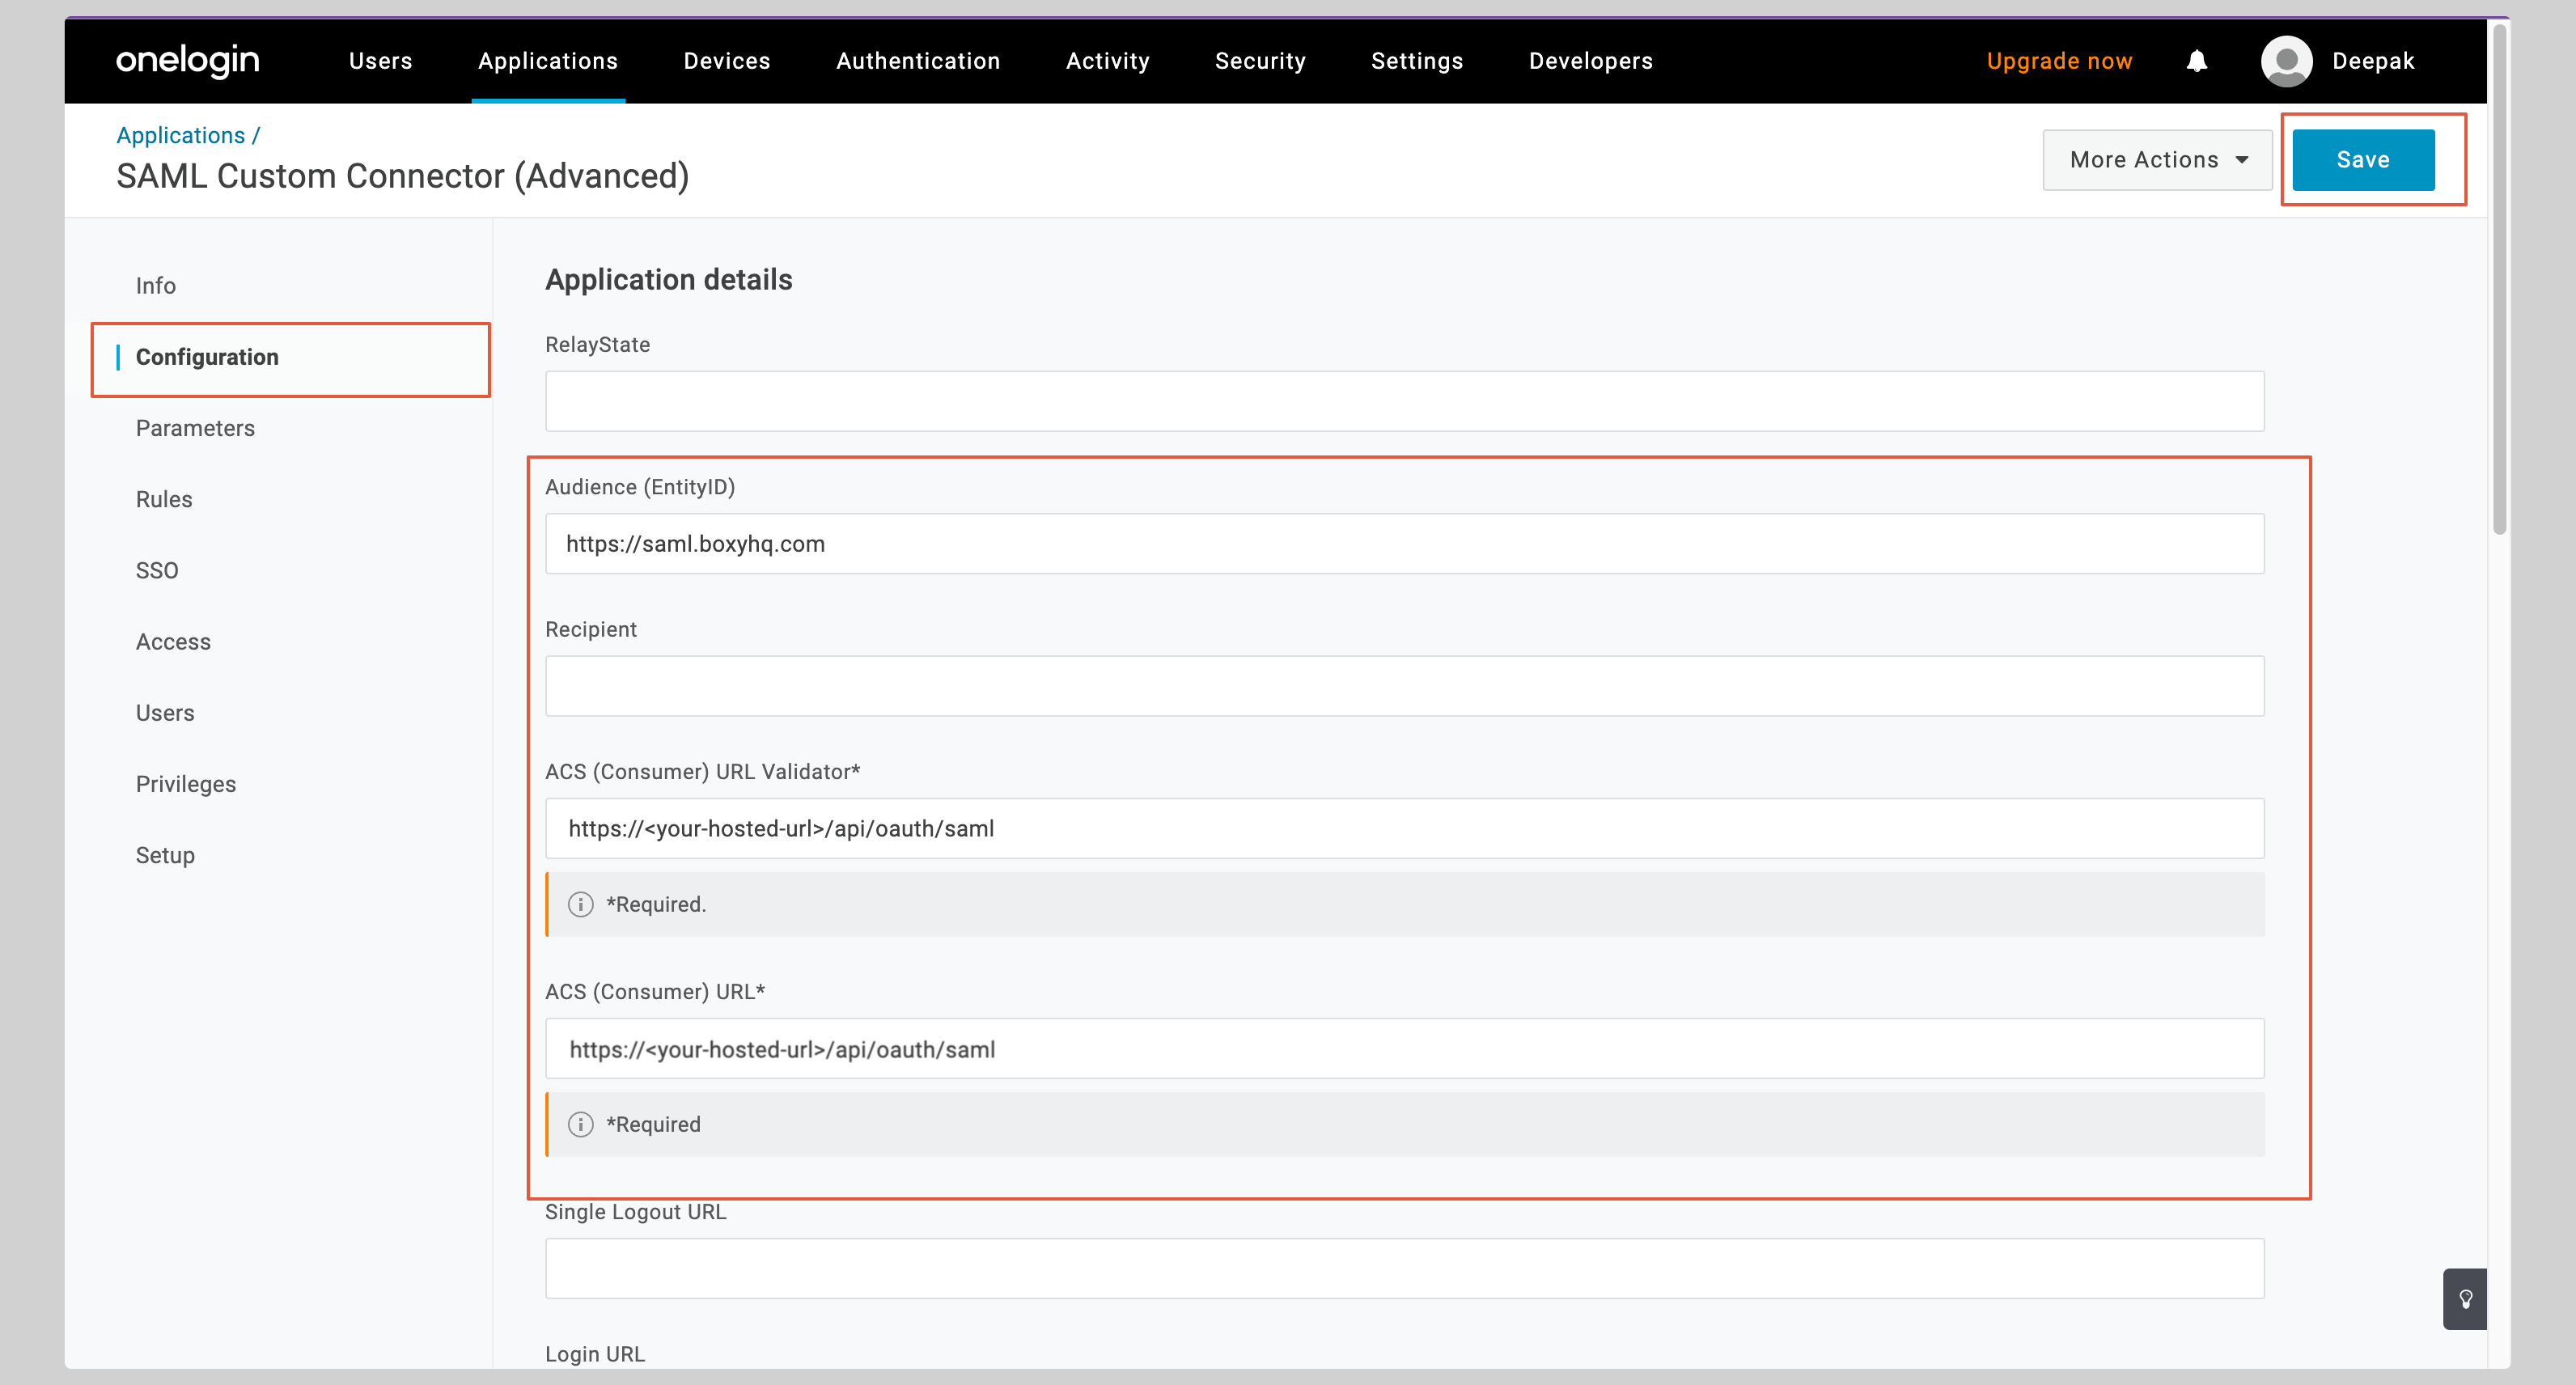 onelogin Users Applications Devices Authentication Activity Security Settings Developers Upgrade now Deepak
Applications /
SAML Custom Connector (Advanced)
More Actions
Save
Info
Configuration
Parameters
Rules
SSO
Access
Users
Privileges
Setup
Application details
RelayState
Audience (EntityID)
https://saml.boxyhq.com
Recipient
ACS (Consumer) URL Validator*
https://<your-hosted-url>/api/oauth/saml
*Required.
ACS (Consumer) URL*
https://<your-hosted-url>/api/oauth/saml
*Required
Single Logout URL
Login URL